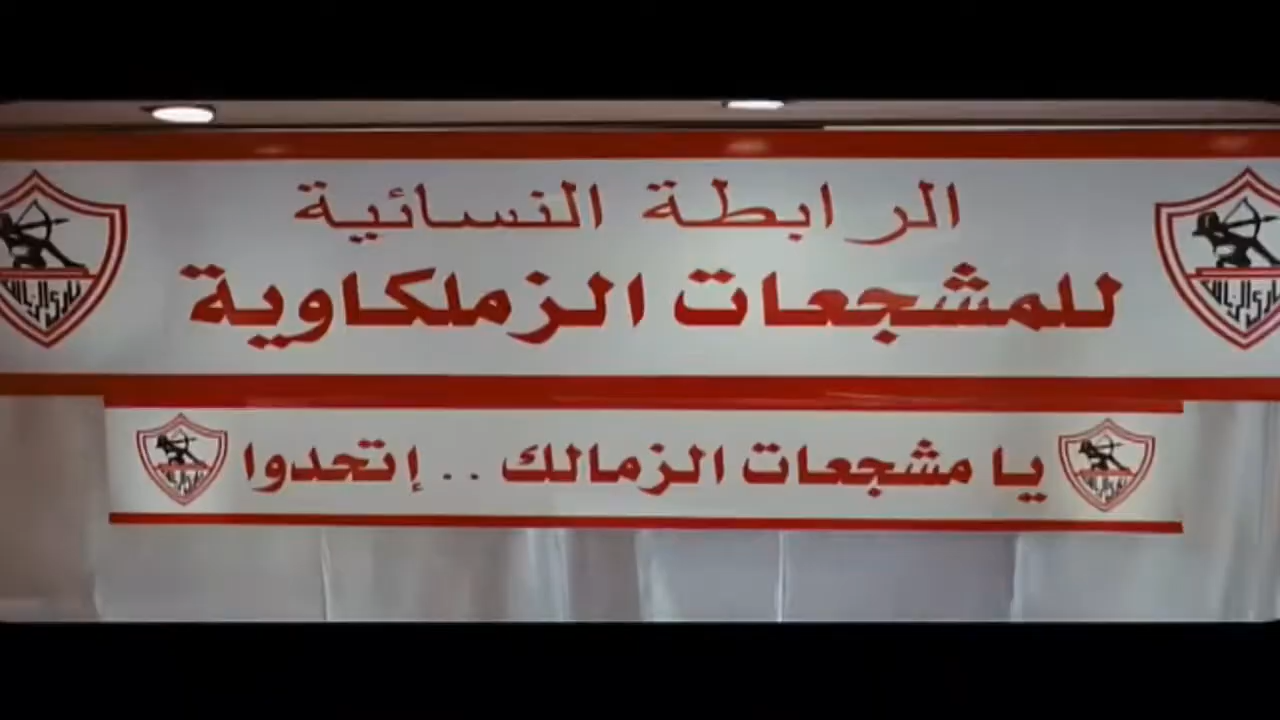 الرابطة النسائية
للمشجعات الزملكاوية
يا مشجعات الزمالك .. إتحدوا